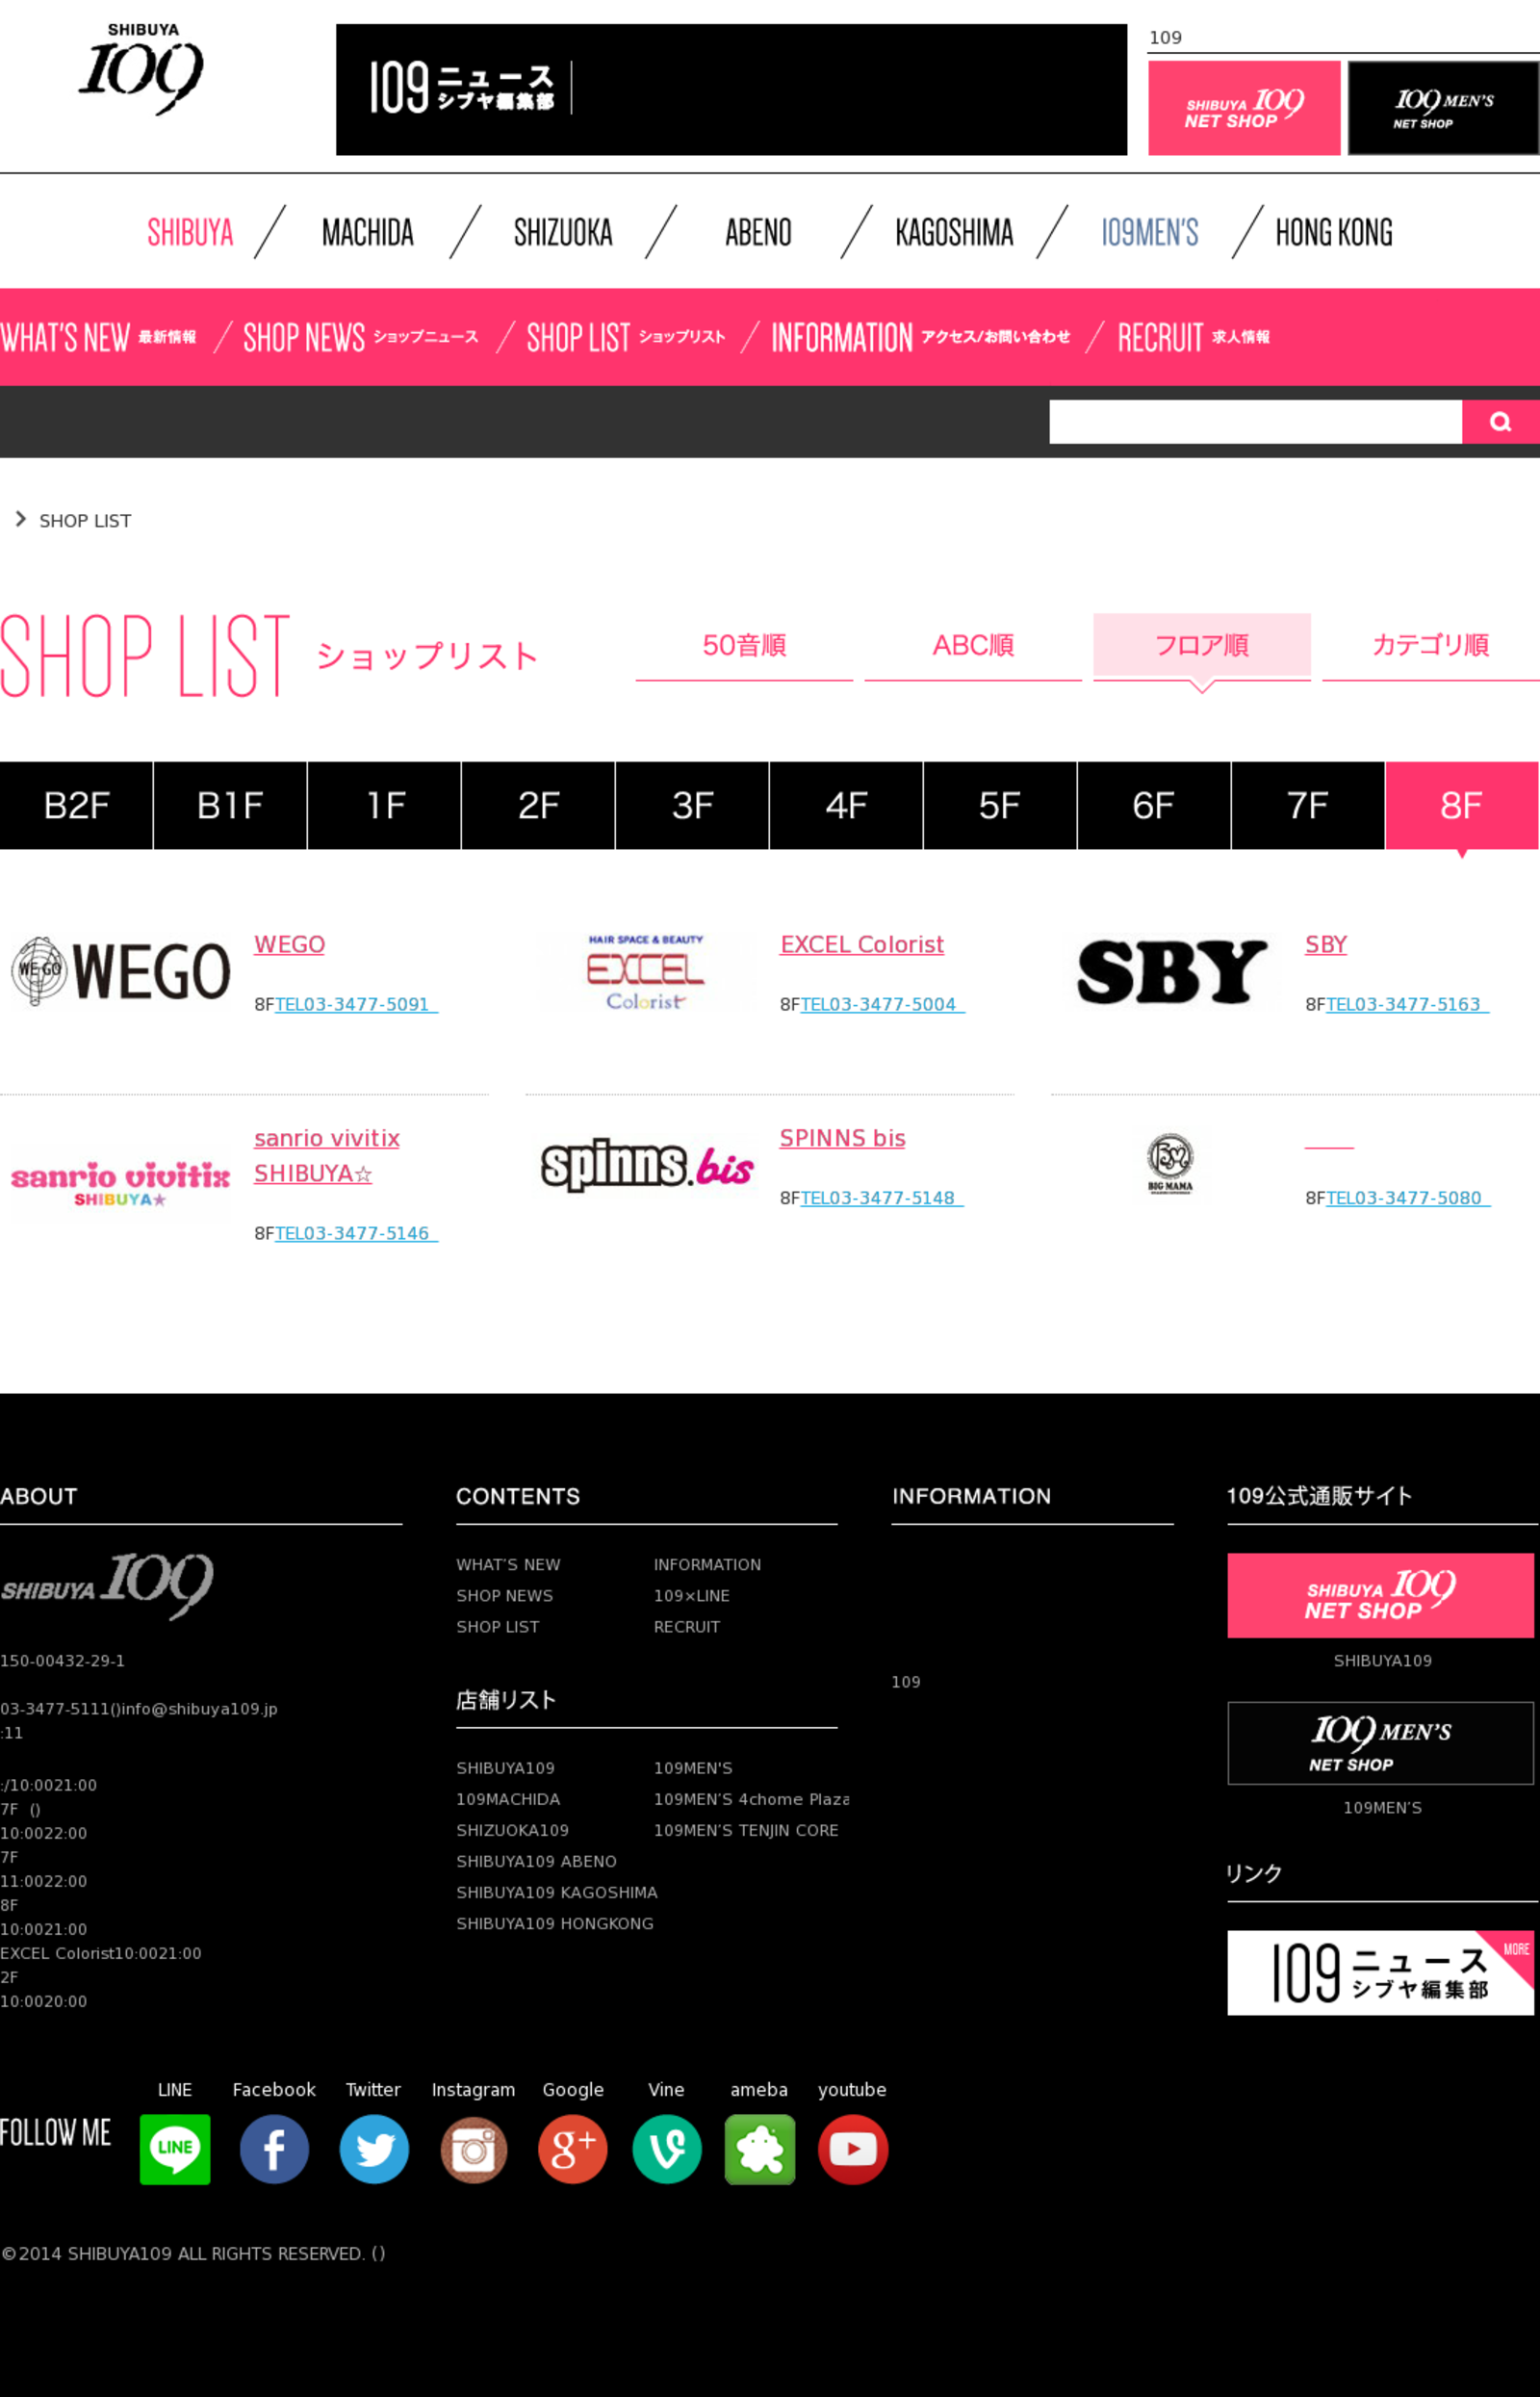 SHIBUYA
109
109 ニュース
シブヤ編集部
109
SHIBUYA 109
NET SHOP
109 MEN'S
NET SHOP
SHIBUYA
MACHIDA
SHIZUOKA
ABENO
KAGOSHIMA
109MEN'S
HONG KONG
WHAT'S NEW 最新情報
SHOP NEWS ショップニュース
SHOP LIST ショップリスト
INFORMATION アクセス/お問い合わせ
RECRUIT 求人情報
SHOP LIST
SHOP LIST ショップリスト
50音順
ABC順
フロア順
カテゴリ順
B2F
B1F
1F
2F
3F
4F
5F
6F
7F
8F
WE GO WEGO
WEGO
8FTEL03-3477-5091
HAIR SPACE & BEAUTY
EXCEL
Colorist
EXCEL Colorist
8FTEL03-3477-5004
SBY
SBY
8FTEL03-3477-5163
sanrio vivitix
SHIBUYA★
sanrio vivitix
SHIBUYA☆
8FTEL03-3477-5146
spinns.bis
SPINNS bis
8FTEL03-3477-5148
BIG MAMA
8FTEL03-3477-5080
ABOUT
SHIBUYA 109
150-00432-29-1
03-3477-5111()info@shibuya109.jp
:11
:/10:0021:00
7F ()
10:0022:00
7F
11:0022:00
8F
10:0021:00
EXCEL Colorist10:0021:00
2F
10:0020:00
CONTENTS
WHAT'S NEW
SHOP NEWS
SHOP LIST
INFORMATION
109×LINE
RECRUIT
店舗リスト
SHIBUYA109
109MACHIDA
SHIZUOKA109
SHIBUYA109 ABENO
SHIBUYA109 KAGOSHIMA
SHIBUYA109 HONGKONG
109MEN'S
109MEN'S 4chome Plaza
109MEN'S TENJIN CORE
INFORMATION
109
109公式通販サイト
SHIBUYA 109
NET SHOP
SHIBUYA109
109 MEN'S
NET SHOP
109MEN'S
リンク
109 ニュース
シブヤ編集部
MORE
FOLLOW ME
LINE
LINE
Facebook
Twitter
Instagram
Google
g+
Vine
ameba
youtube
©2014 SHIBUYA109 ALL RIGHTS RESERVED. ()